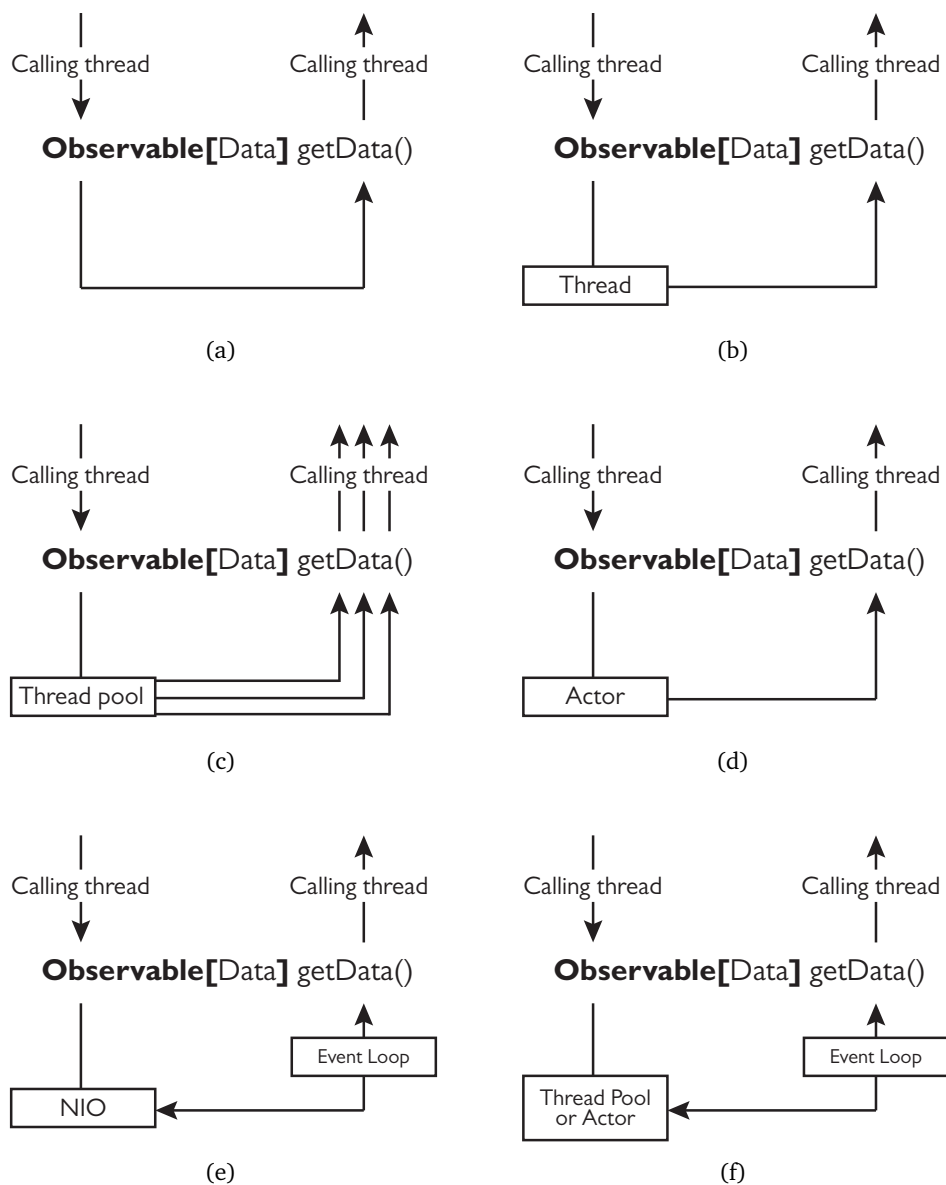 Calling thread
Calling thread
Observable[Data] getData()
(a)
Calling thread
Calling thread
Observable[Data] getData()
Thread
(b)
Calling thread
Calling thread
Observable[Data] getData()
Thread pool
(c)
Calling thread
Calling thread
Observable[Data] getData()
Actor
(d)
Calling thread
Calling thread
Observable[Data] getData()
Event Loop
NIO
(e)
Calling thread
Calling thread
Observable[Data] getData()
Event Loop
Thread Pool
or Actor
(f)